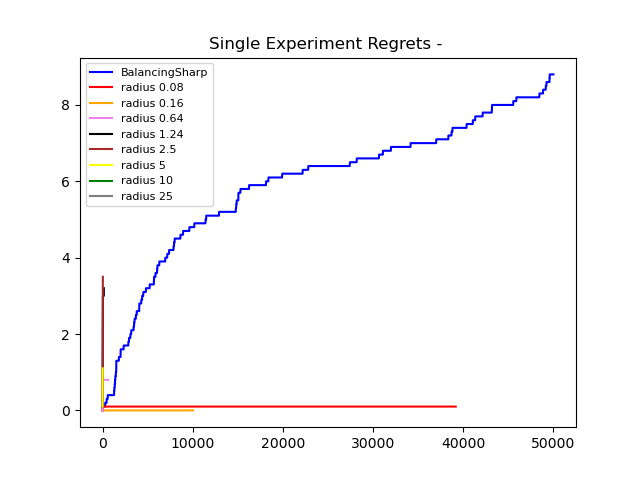 Single Experiment Regrets -
BalancingSharp
radius 0.08
radius 0.16
radius 0.64
radius 1.24
radius 2.5
radius 5
radius 10
radius 25
8
6
4
2
0
0 10000 20000 30000 40000 50000